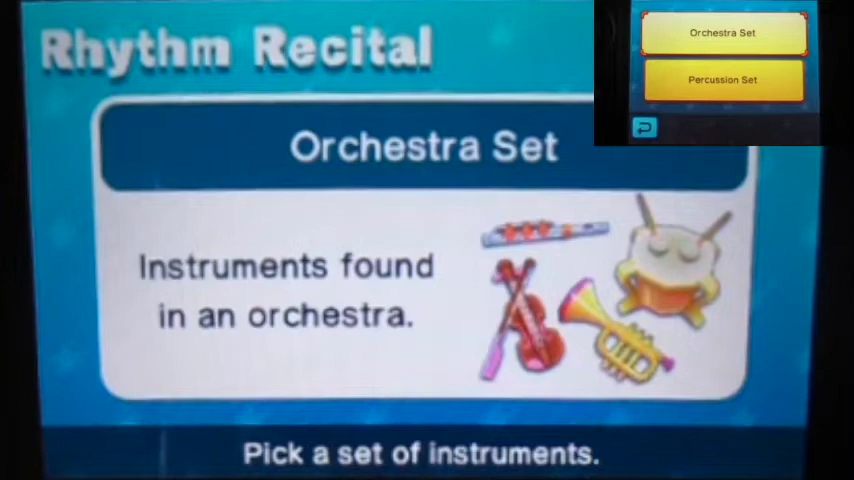 Rhythm Recital
Orchestra Set
Percussion Set
Orchestra Set
Instruments found
in an orchestra.
Pick a set of instruments.